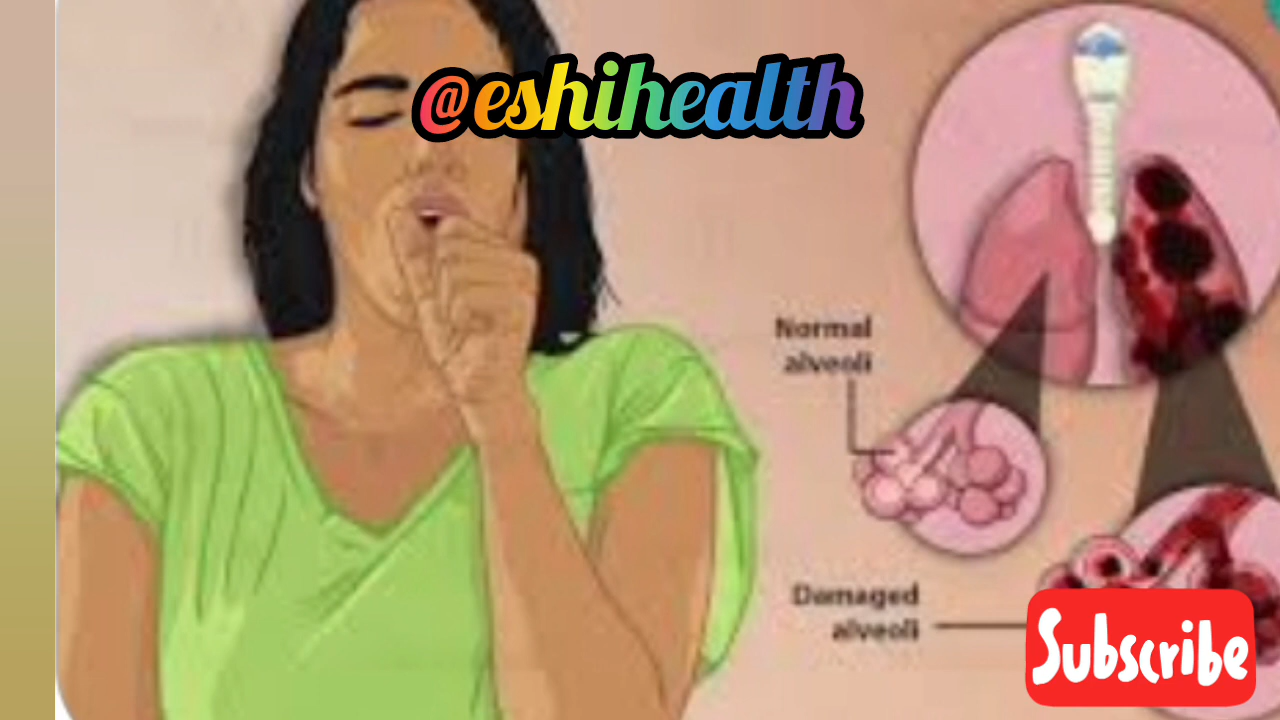 @eshihealth
Normal
alveoli
Damaged
alveoli
Subscribe